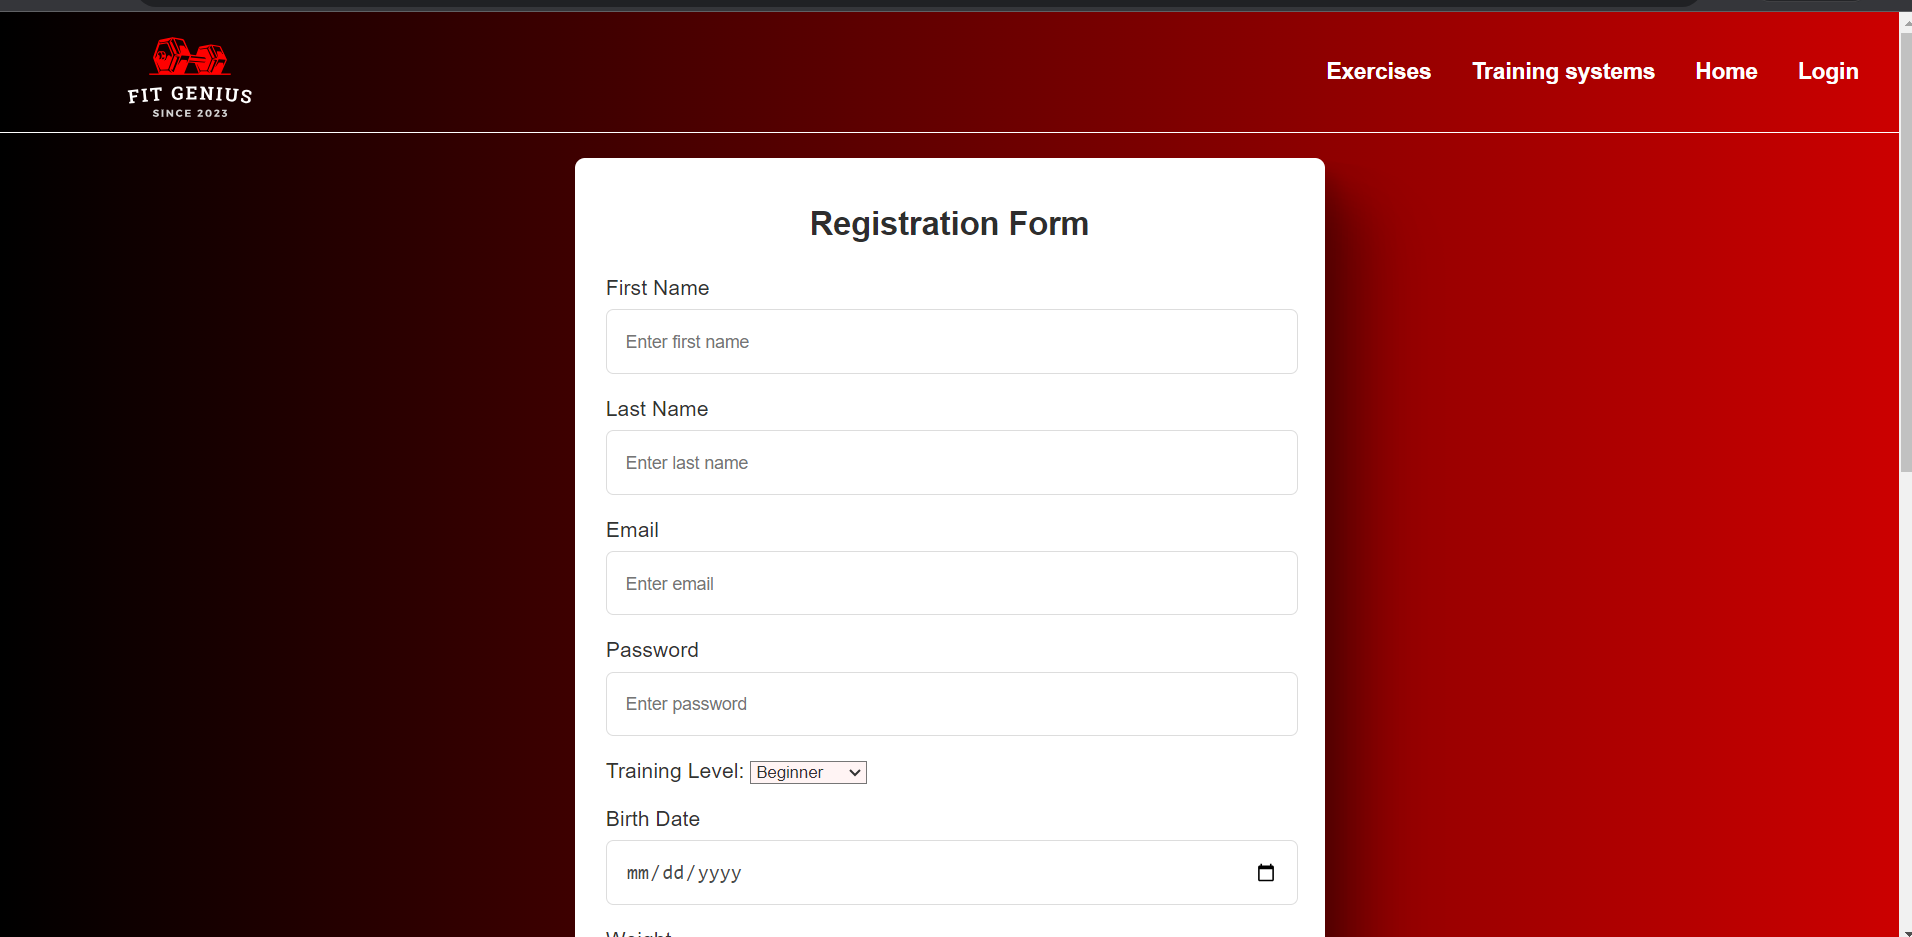 FIT GENIUS
SINCE 2023
Exercises Training systems Home Login
Registration Form
First Name
Enter first name
Last Name
Enter last name
Email
Enter email
Password
Enter password
Training Level: Beginner
Birth Date
mm/dd/yyyy
Weight